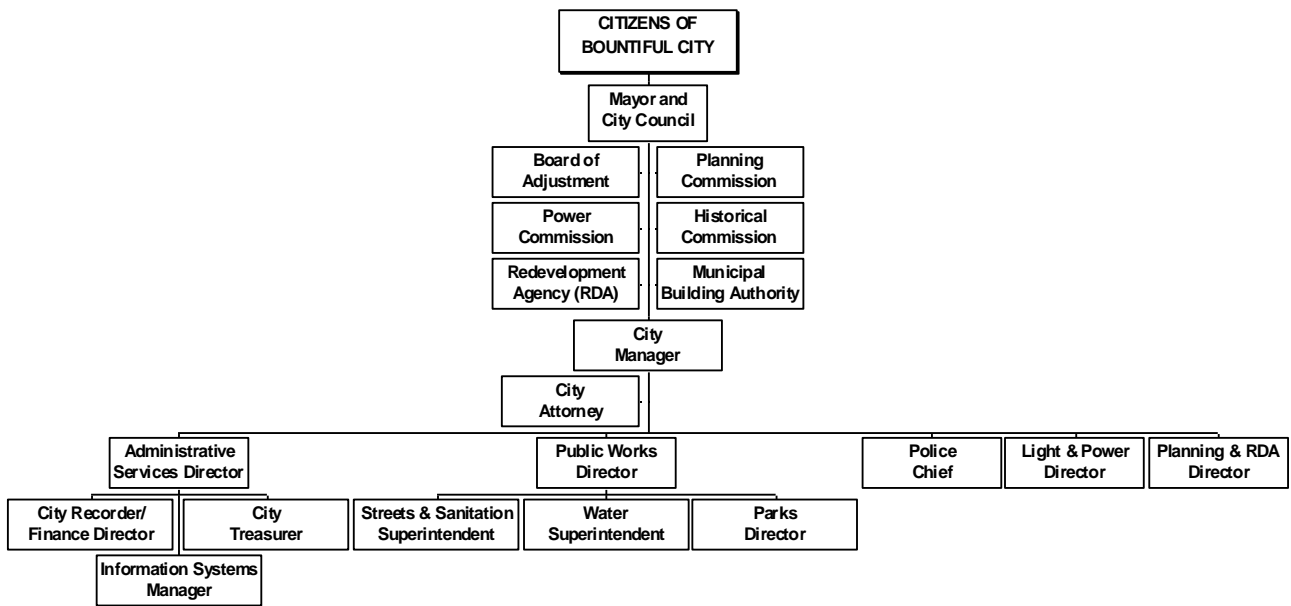 CITIZENS OF
BOUNTIFUL CITY
Mayor and
City Council
Board of
Adjustment
Planning
Commission
Power
Commission
Historical
Commission
Redevelopment
Agency (RDA)
Municipal
Building Authority
City
Manager
City
Attorney
Administrative
Services Director
Public Works
Director
Police
Chief
Light & Power
Director
Planning & RDA
Director
City Recorder/
Finance Director
City
Treasurer
Streets & Sanitation
Superintendent
Water
Superintendent
Parks
Director
Information Systems
Manager